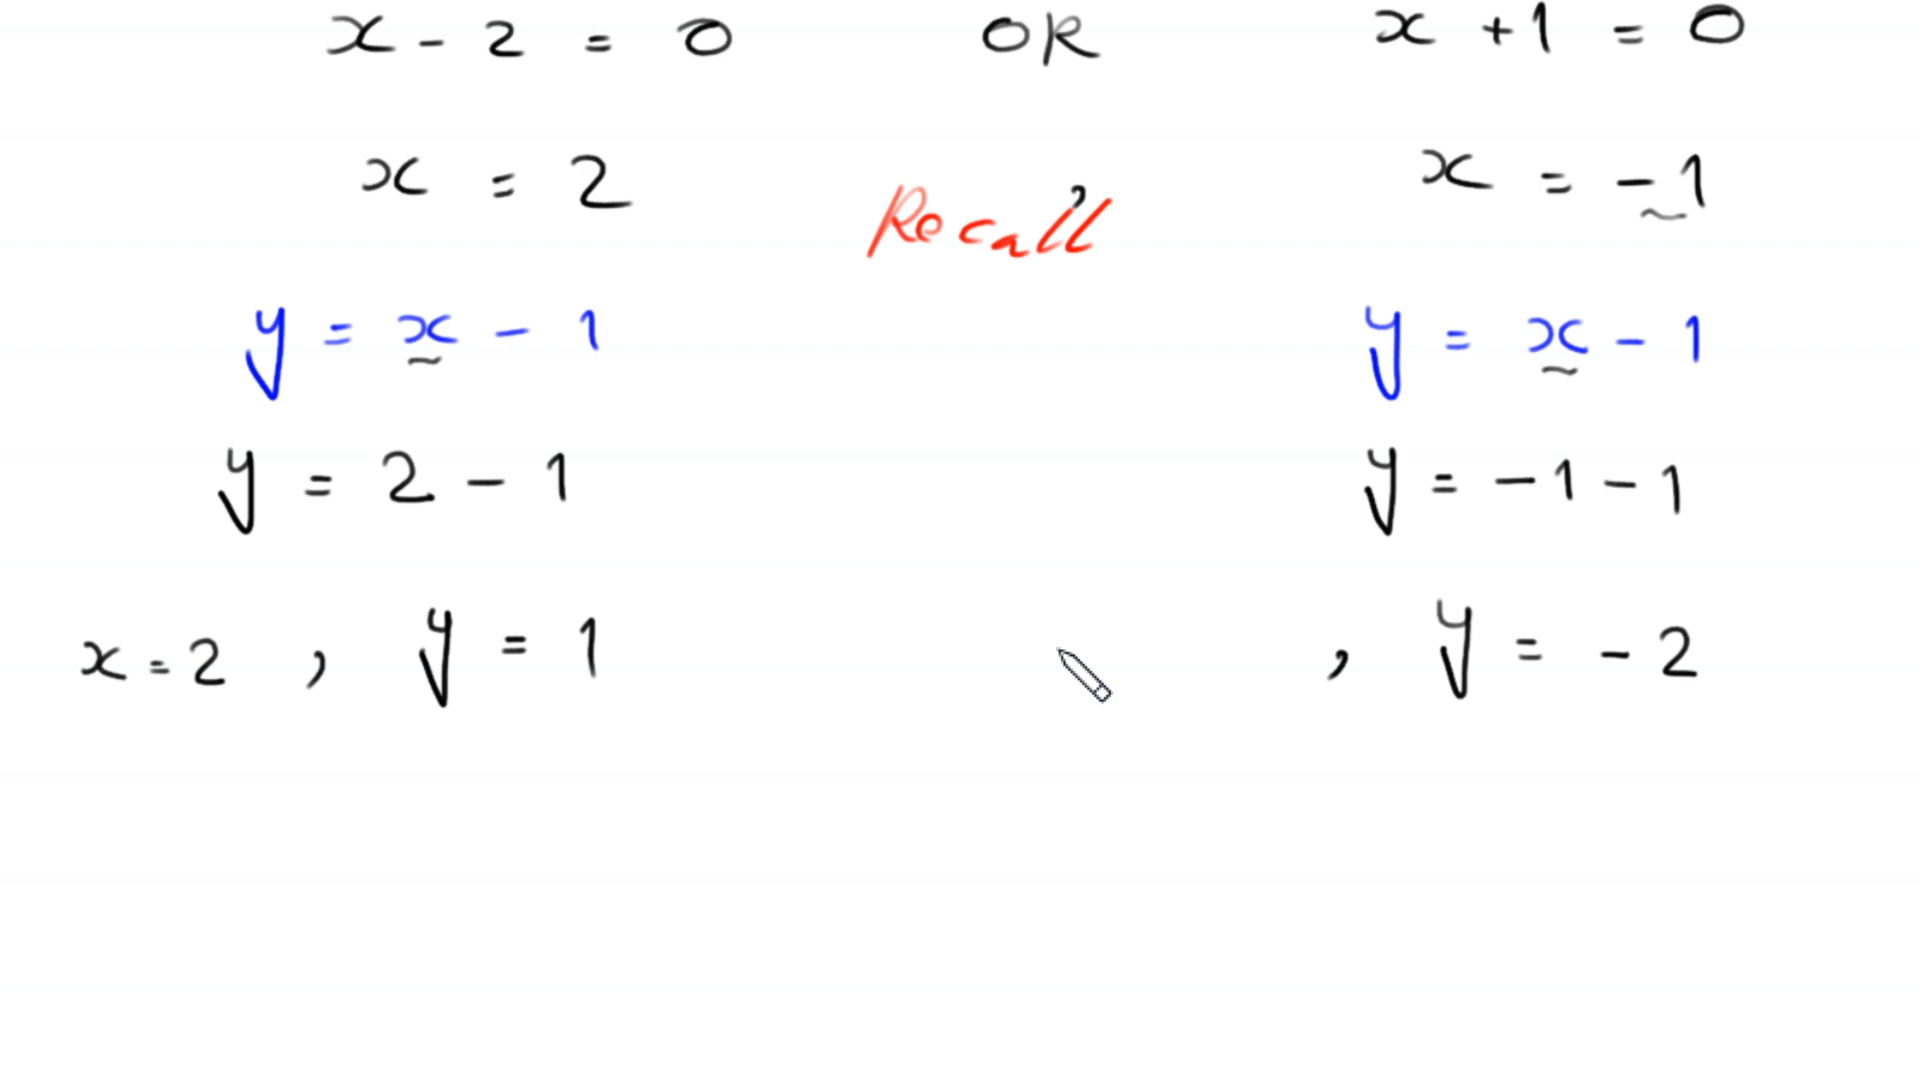 x - 2 = 0 OR x + 1 = 0
x = 2 x = -1
Recall,
y = x - 1 y = x - 1
y = 2 - 1 y = -1 - 1
x = 2 , y = 1 , y = -2